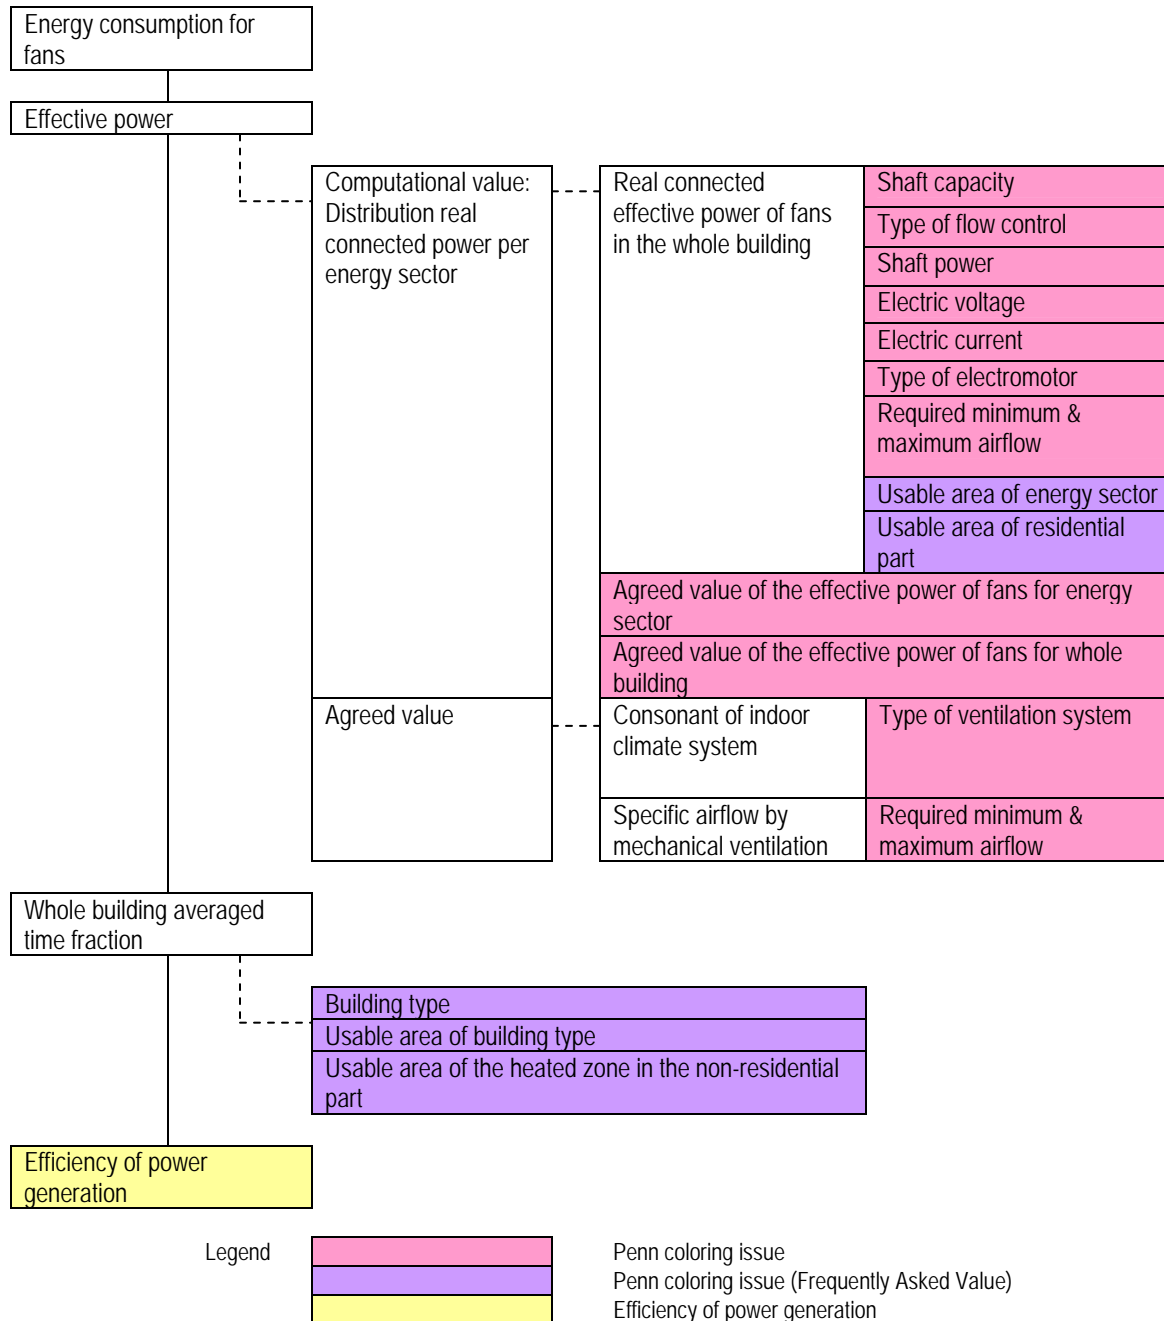 Energy consumption for
fans
Effective power
Computational value:
Distribution real
connected power per
energy sector
Real connected
effective power of fans
in the whole building
Shaft capacity
Type of flow control
Shaft power
Electric voltage
Electric current
Type of electromotor
Required minimum &
maximum airflow
Usable area of energy sector
Usable area of residential
part
Agreed value of the effective power of fans for energy
sector
Agreed value of the effective power of fans for whole
building
Agreed value
Consonant of indoor
climate system
Type of ventilation system
Specific airflow by
mechanical ventilation
Required minimum &
maximum airflow
Whole building averaged
time fraction
Building type
Usable area of building type
Usable area of the heated zone in the non-residential
part
Efficiency of power
generation
Legend
Penn coloring issue
Penn coloring issue (Frequently Asked Value)
Efficiency of power generation